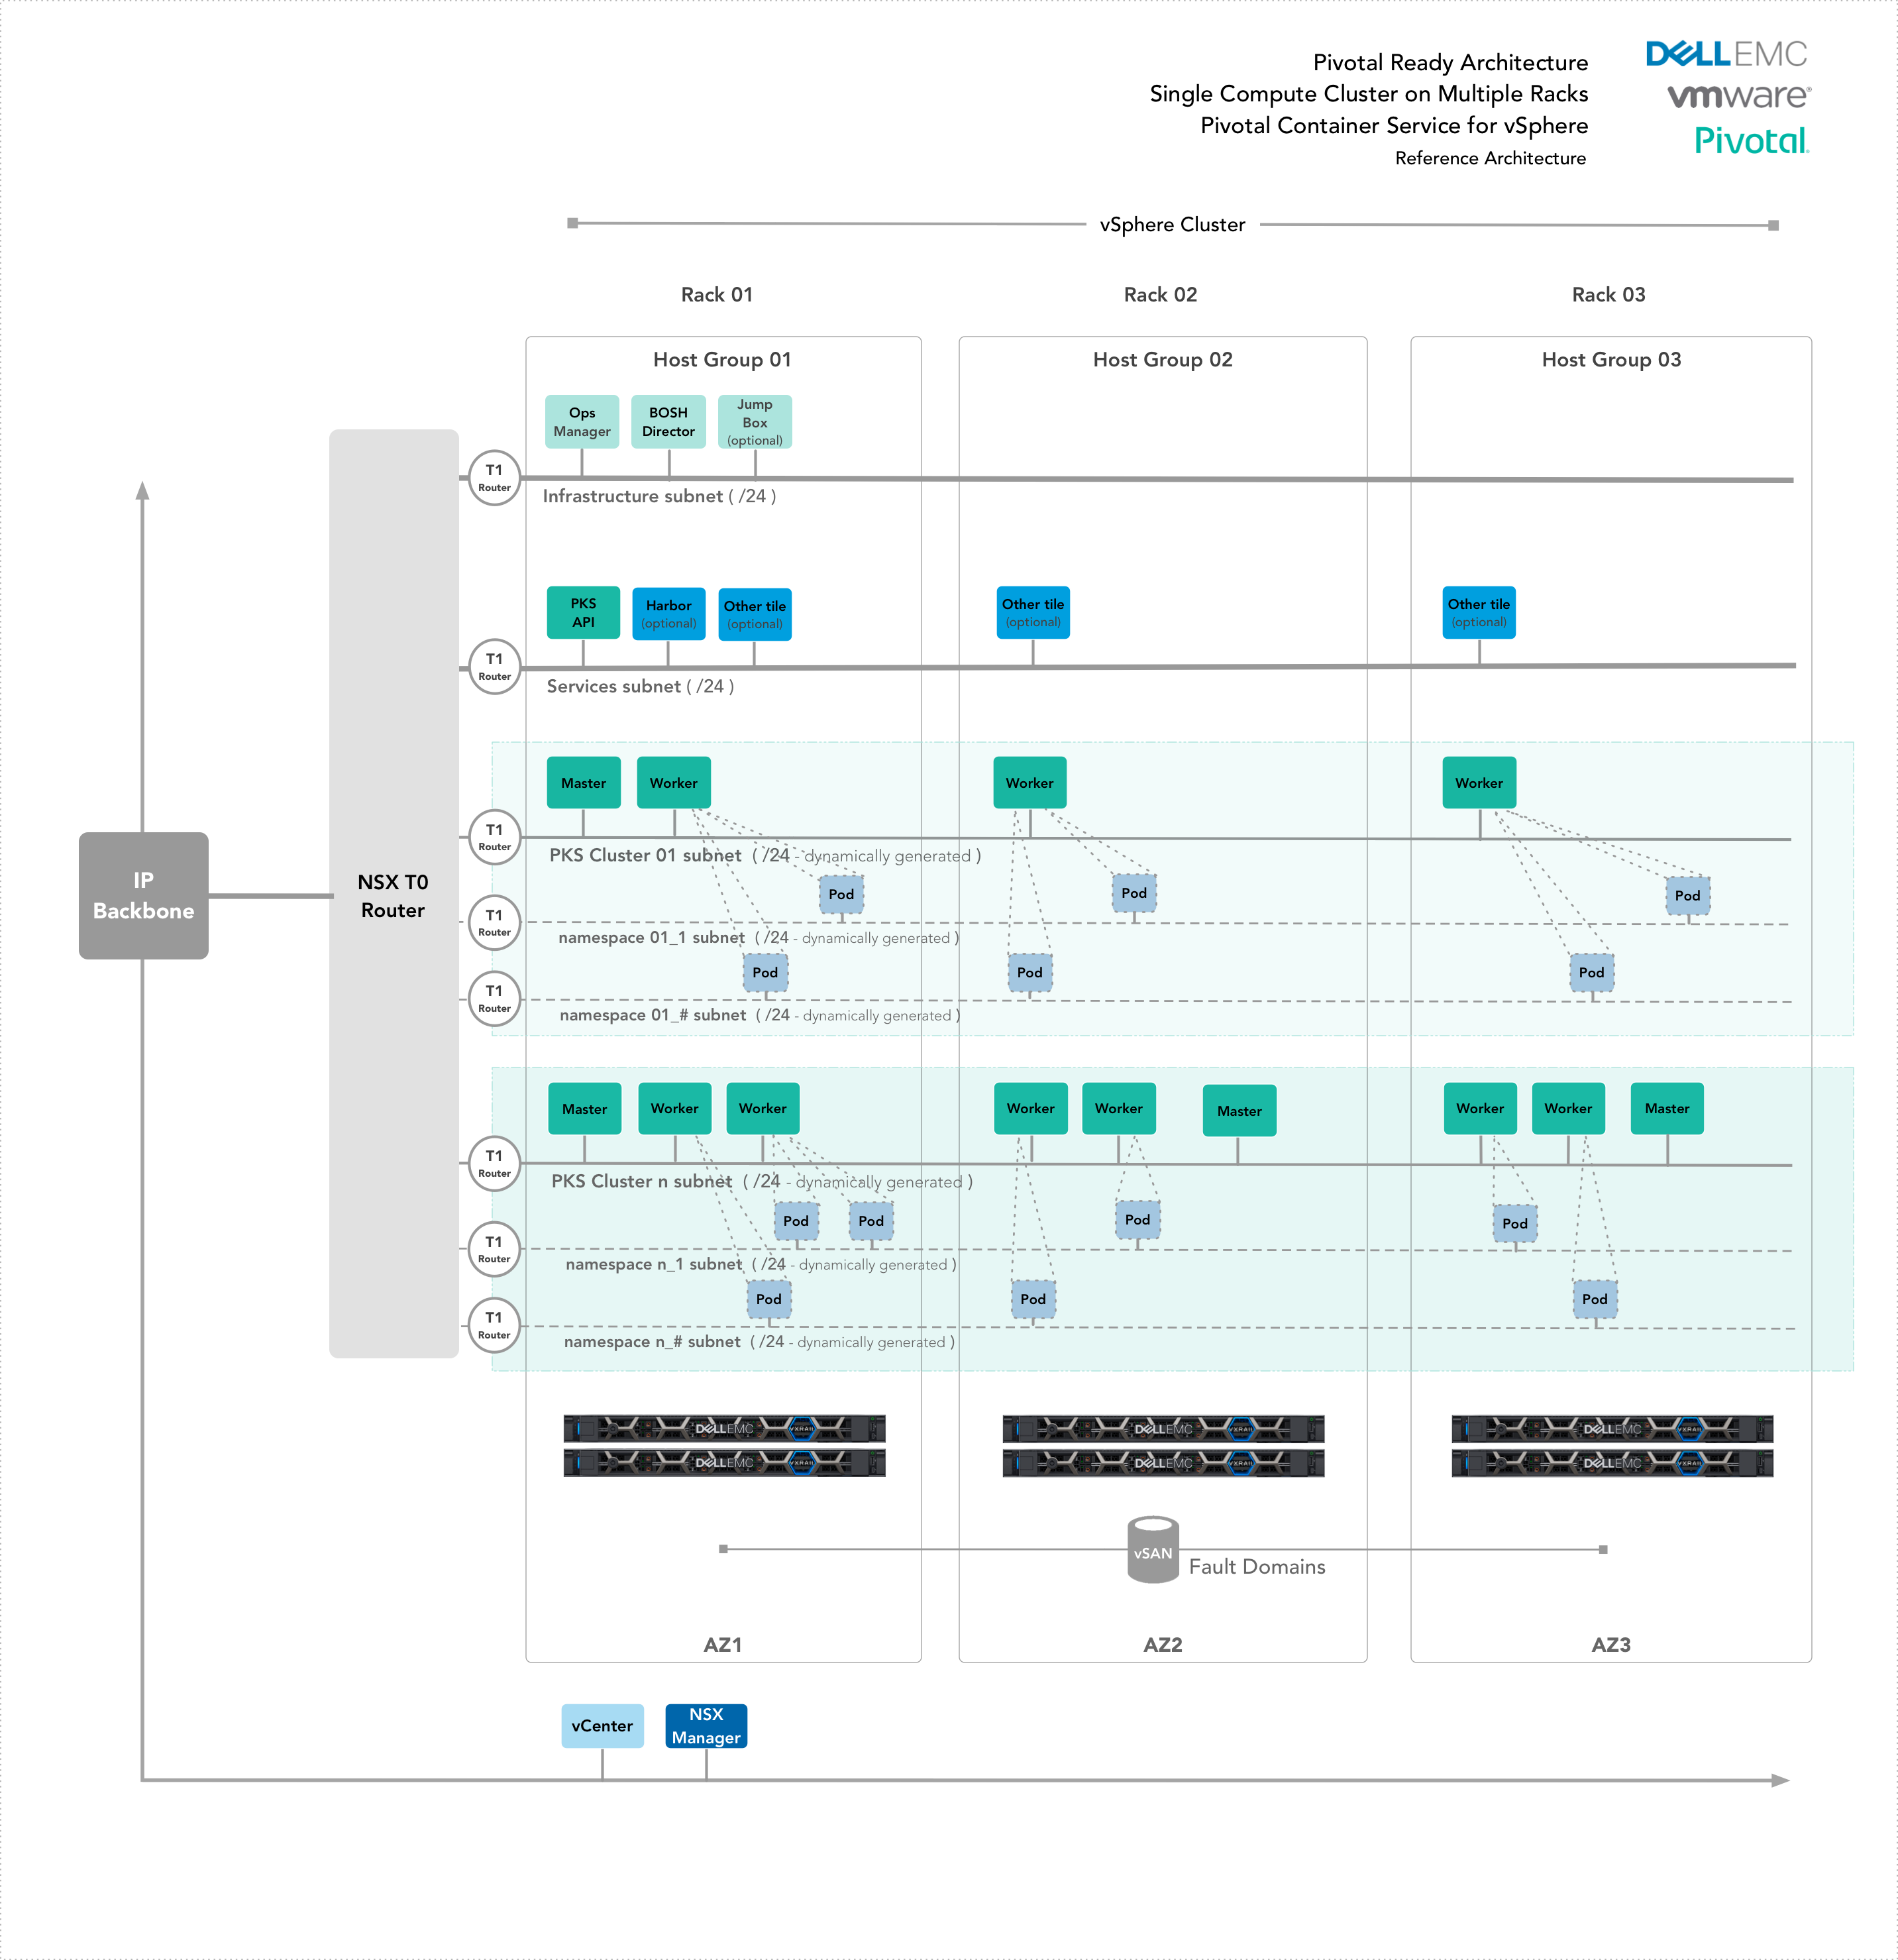 Pivotal Ready Architecture
Single Compute Cluster on Multiple Racks
Pivotal Container Service for vSphere
Reference Architecture
DELLEMC
vmware®
Pivotal.
vSphere Cluster
Rack 01
Rack 02
Rack 03
Host Group 01
Host Group 02
Host Group 03
Ops
Manager
BOSH
Director
Jump
Box
(optional)
T1
Router
Infrastructure subnet ( /24 )
PKS
API
Harbor
(optional)
Other tile
(optional)
Other tile
(optional)
Other tile
(optional)
T1
Router
Services subnet ( /24 )
Master
Worker
Worker
Worker
T1
Router
PKS Cluster 01 subnet ( /24 - dynamically generated )
IP
Backbone
NSX T0
Router
Pod
Pod
Pod
T1
Router
namespace 01_1 subnet ( /24 - dynamically generated )
Pod
Pod
Pod
T1
Router
namespace 01_# subnet ( /24 - dynamically generated )
Master
Worker
Worker
Worker
Worker
Master
Worker
Worker
Master
T1
Router
PKS Cluster n subnet ( /24 - dynamically generated )
Pod
Pod
Pod
Pod
T1
Router
namespace n_1 subnet ( /24 - dynamically generated )
Pod
Pod
Pod
T1
Router
namespace n_# subnet ( /24 - dynamically generated )
DELLEMC VXRAIL
DELLEMC VXRAIL
DELLEMC VXRAIL
DELLEMC VXRAIL
DELLEMC VXRAIL
DELLEMC VXRAIL
vSAN
Fault Domains
AZ1
AZ2
AZ3
vCenter
NSX
Manager